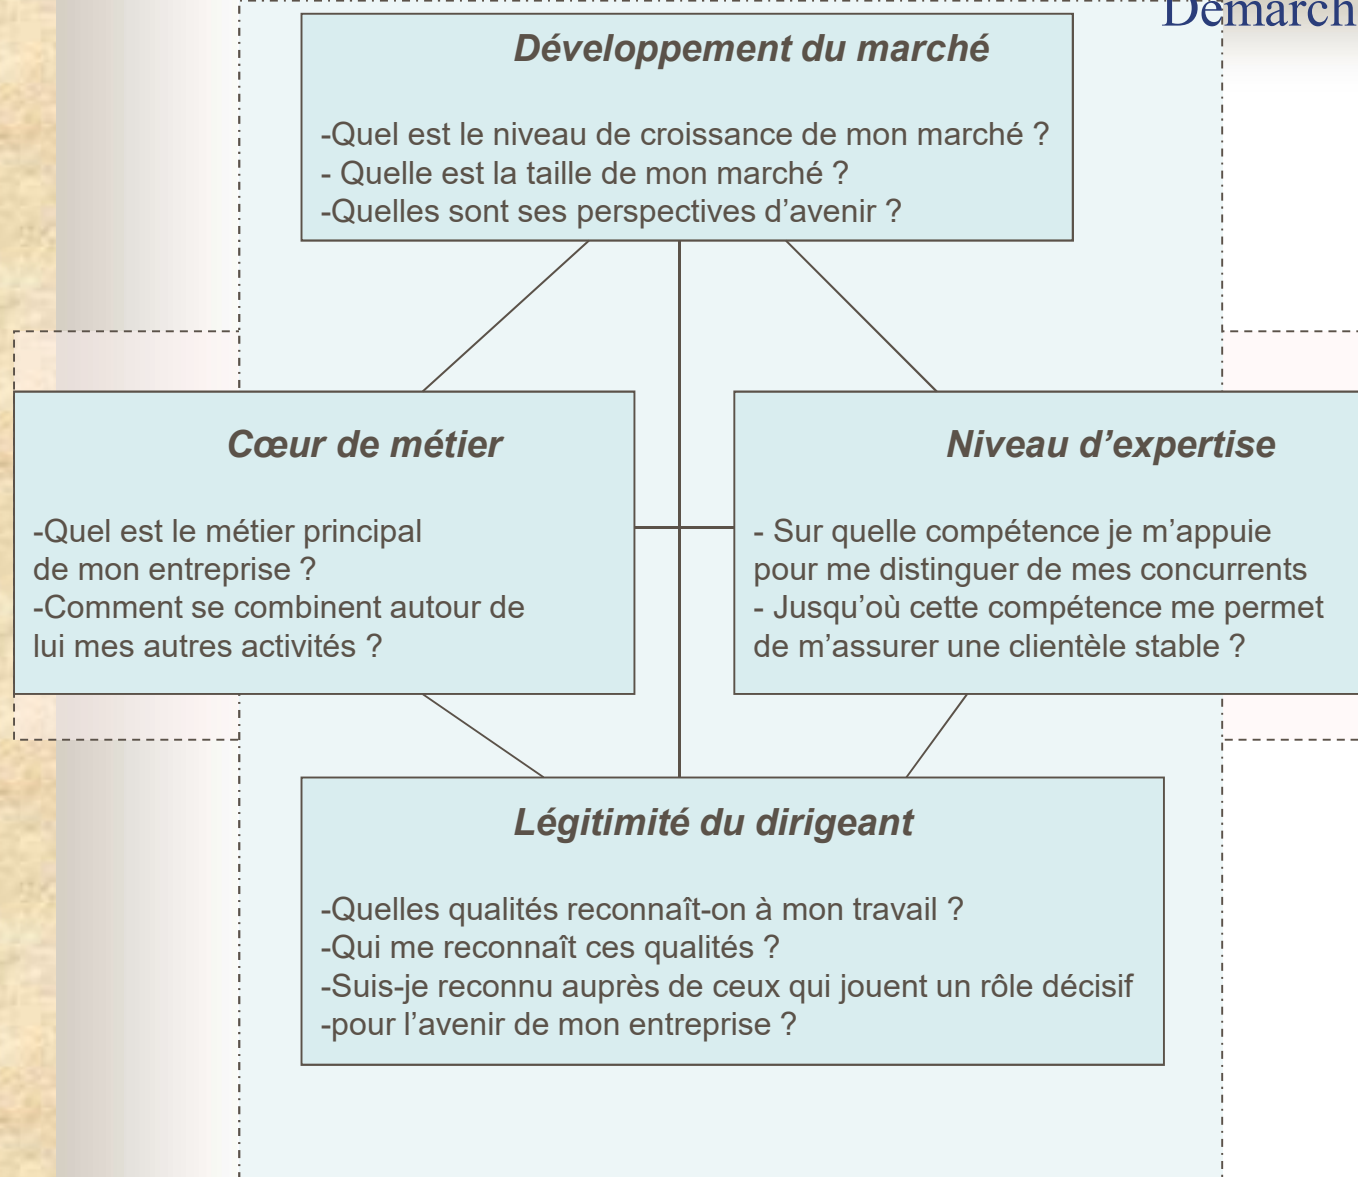 Démarch
Développement du marché
-Quel est le niveau de croissance de mon marché ?
- Quelle est la taille de mon marché ?
-Quelles sont ses perspectives d’avenir ?
Cœur de métier
-Quel est le métier principal
de mon entreprise ?
-Comment se combinent autour de
lui mes autres activités ?
Niveau d’expertise
- Sur quelle compétence je m’appuie
pour me distinguer de mes concurrents
- Jusqu’où cette compétence me permet
de m’assurer une clientèle stable ?
Légitimité du dirigeant
-Quelles qualités reconnaît-on à mon travail ?
-Qui me reconnaît ces qualités ?
-Suis-je reconnu auprès de ceux qui jouent un rôle décisif
-pour l’avenir de mon entreprise ?